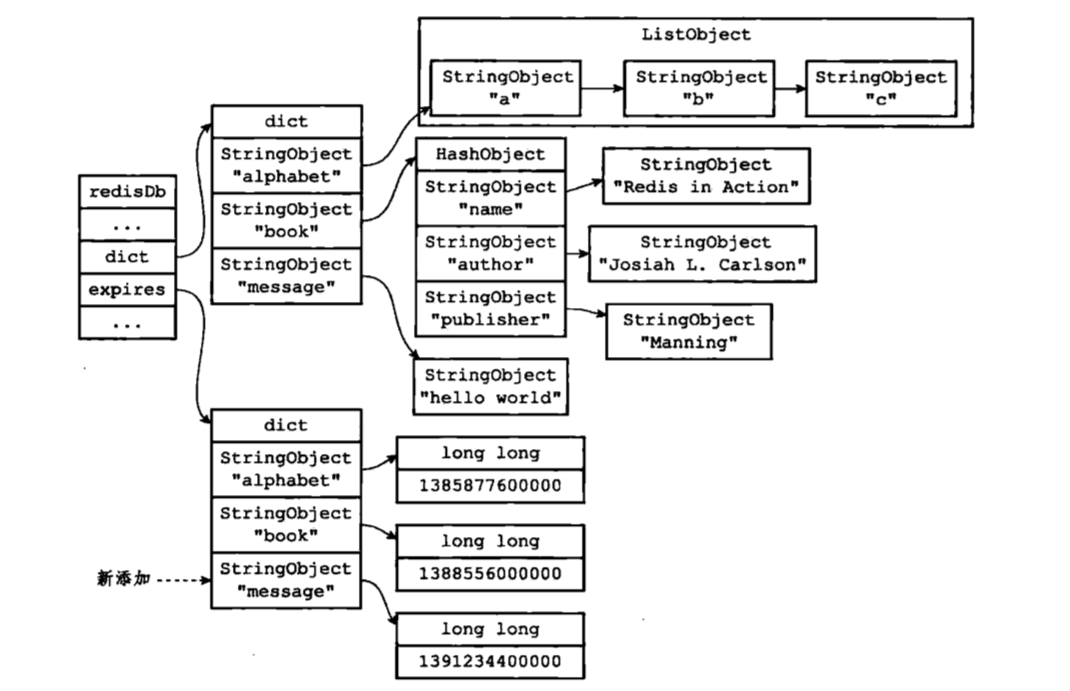 redisDb
...
dict
expires
...
dict
StringObject
"alphabet"
StringObject
"book"
StringObject
"message"
ListObject
StringObject
"a"
StringObject
"b"
StringObject
"c"
HashObject
StringObject
"name"
StringObject
"author"
StringObject
"publisher"
StringObject
"Redis in Action"
StringObject
"Josiah L. Carlson"
StringObject
"Manning"
StringObject
"hello world"
dict
StringObject
"alphabet"
StringObject
"book"
新添加
StringObject
"message"
long long
1385877600000
long long
1388556000000
long long
1391234400000